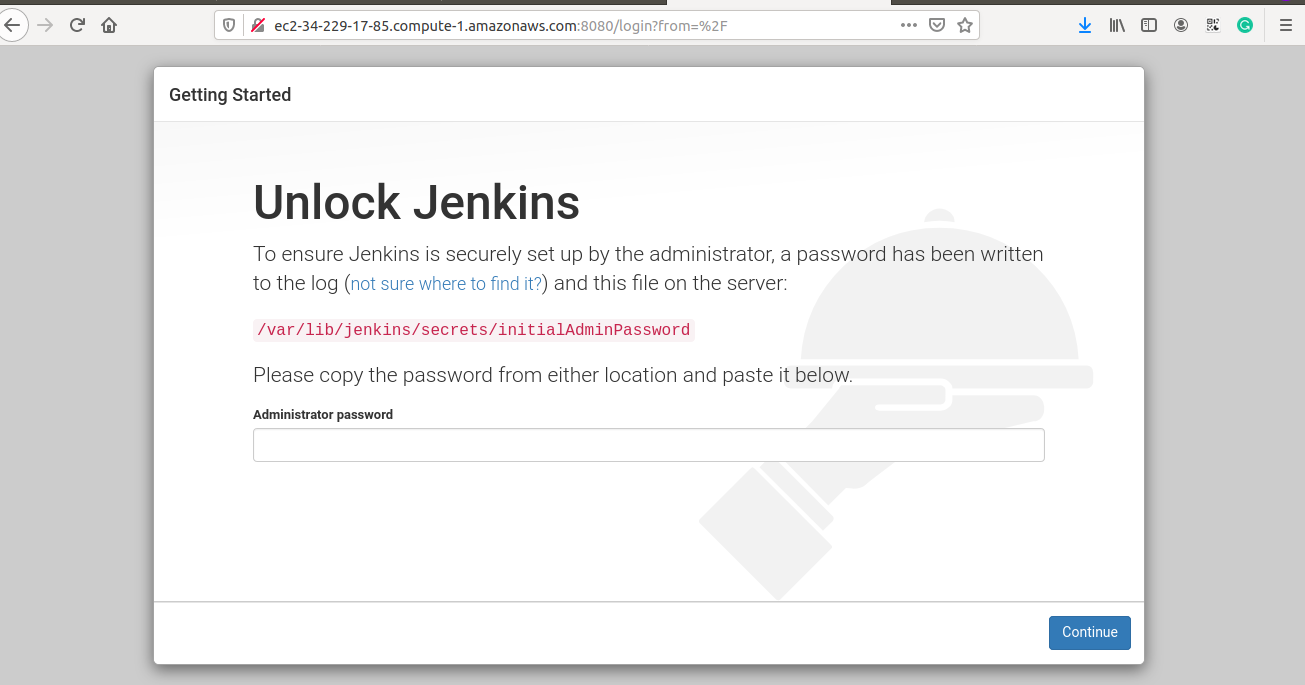 ec2-34-229-17-85.compute-1.amazonaws.com:8080/login?from=%2F
Getting Started
Unlock Jenkins
To ensure Jenkins is securely set up by the administrator, a password has been written
to the log (not sure where to find it?) and this file on the server:
/var/lib/jenkins/secrets/initialAdminPassword
Please copy the password from either location and paste it below.
Administrator password
Continue